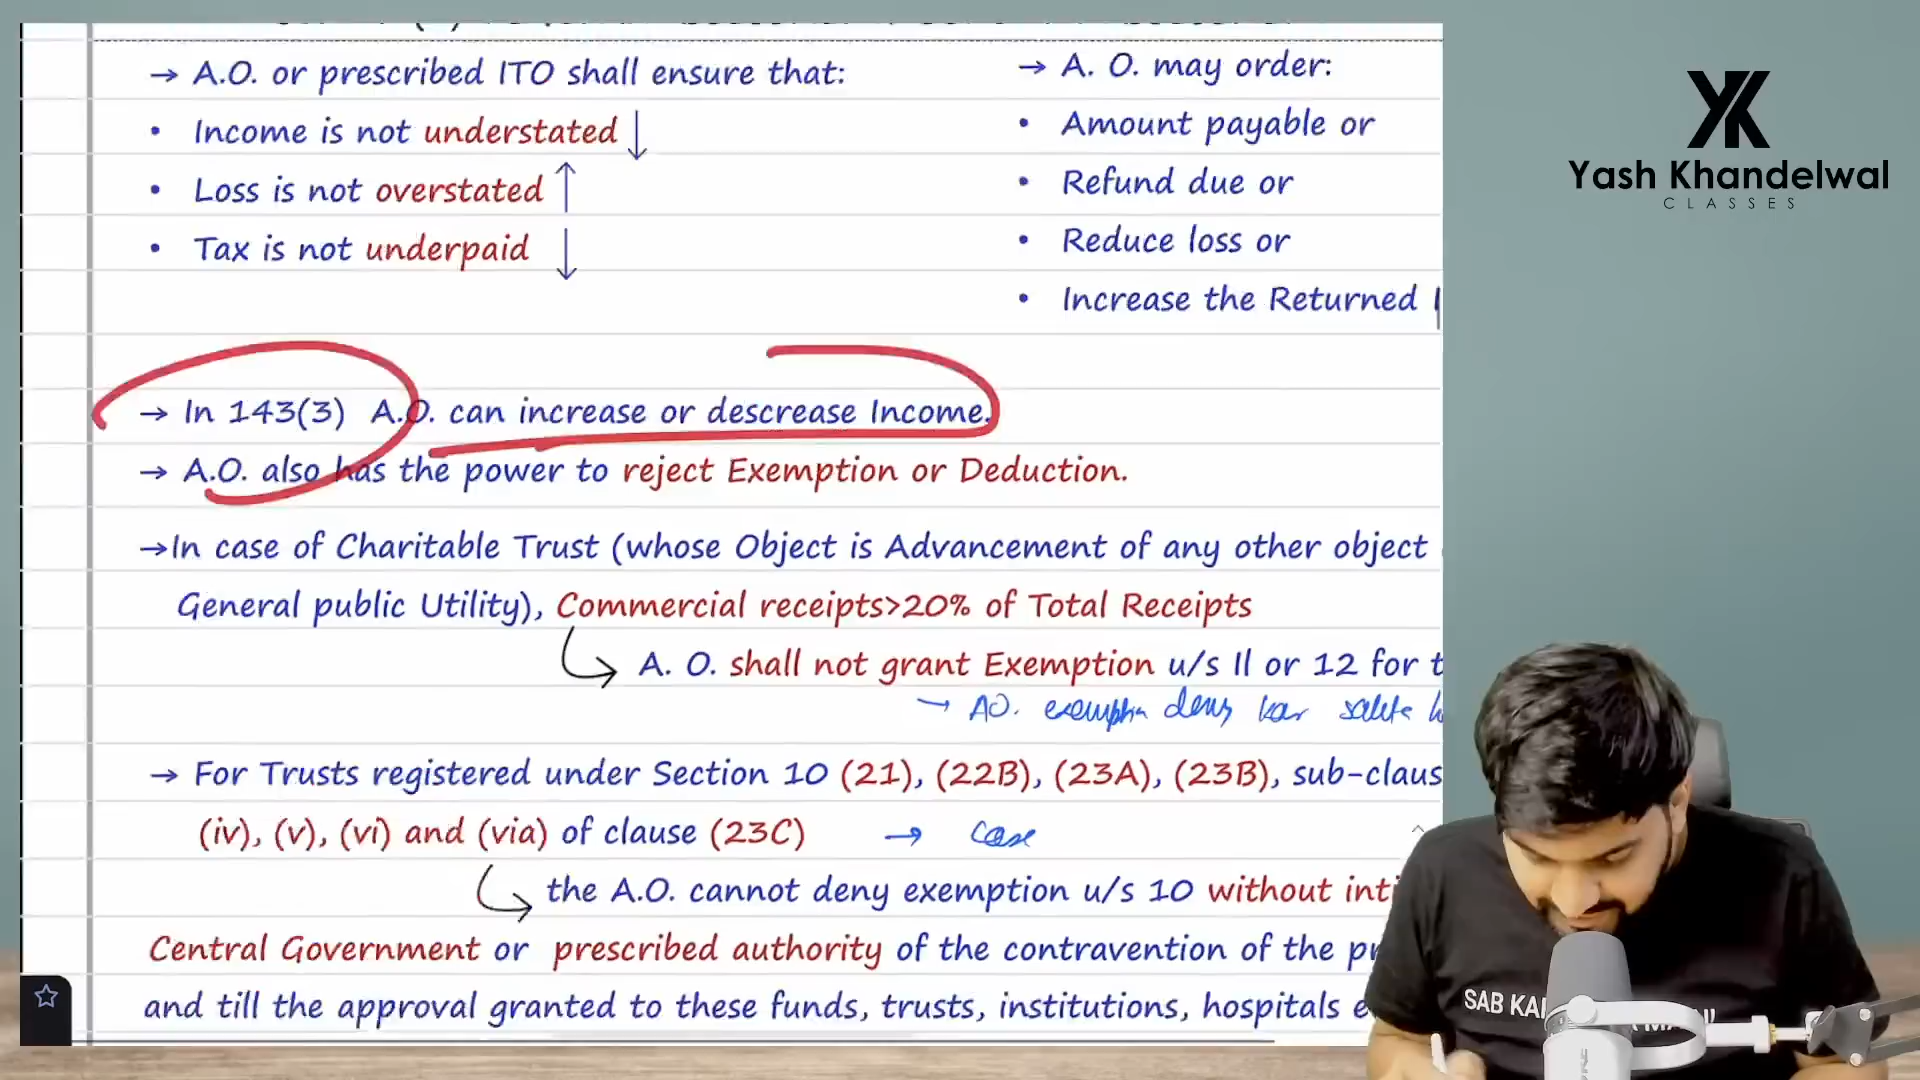 → A.O. or prescribed ITO shall ensure that:
• Income is not understated ↓
• Loss is not overstated ↑
• Tax is not underpaid ↓
→ A. O. may order:
• Amount payable or
• Refund due or
• Reduce loss or
• Increase the Returned
→ In 143(3) A.O. can increase or descrease Income.
→ A.O. also has the power to reject Exemption or Deduction.
→In case of Charitable Trust (whose Object is Advancement of any other object
General public Utility), Commercial receipts>20% of Total Receipts
A. O. shall not grant Exemption u/s 11 or 12 for
→ AO. exemption deny kar sakte
→ For Trusts registered under Section 10 (21), (22B), (23A), (23B), sub-claus
(iv), (v), (vi) and (via) of clause (23C) → case
the A.O. cannot deny exemption u/s 10 without inti
Central Government or prescribed authority of the contravention of the pr
and till the approval granted to these funds, trusts, institutions, hospitals e
YK
Yash Khandelwal
CLASSES
SAB KAR